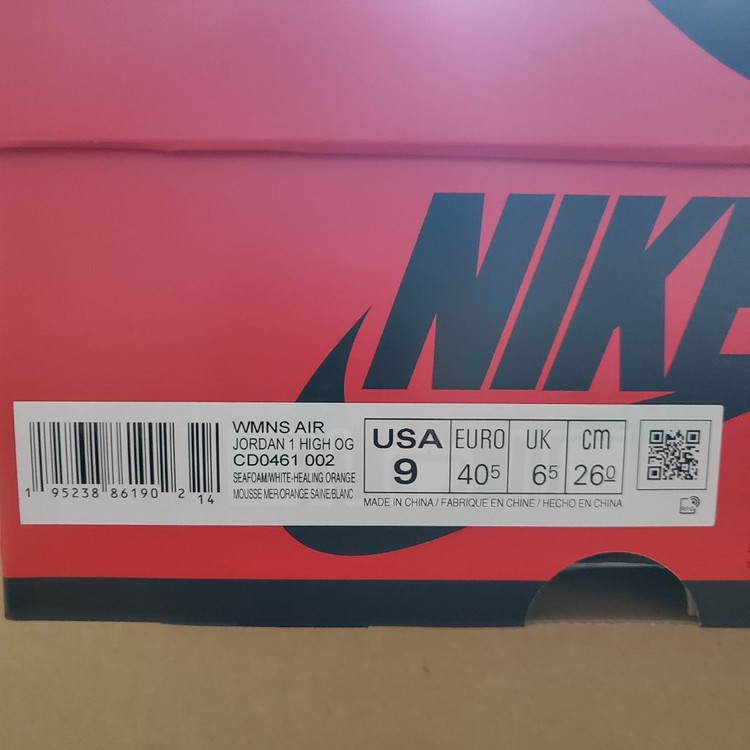 NIKE
WMNS AIR
JORDAN 1 HIGH OG
CD0461 002
SEAFOAM/WHITE-HEALING ORANGE
MOUSSE MER/ORANGE SAINE/BLANC
1 95238 86190 2 14
USA EURO UK cm
9 405 65 260
MADE IN CHINA / FABRIQUE EN CHINE / HECHO EN CHINA